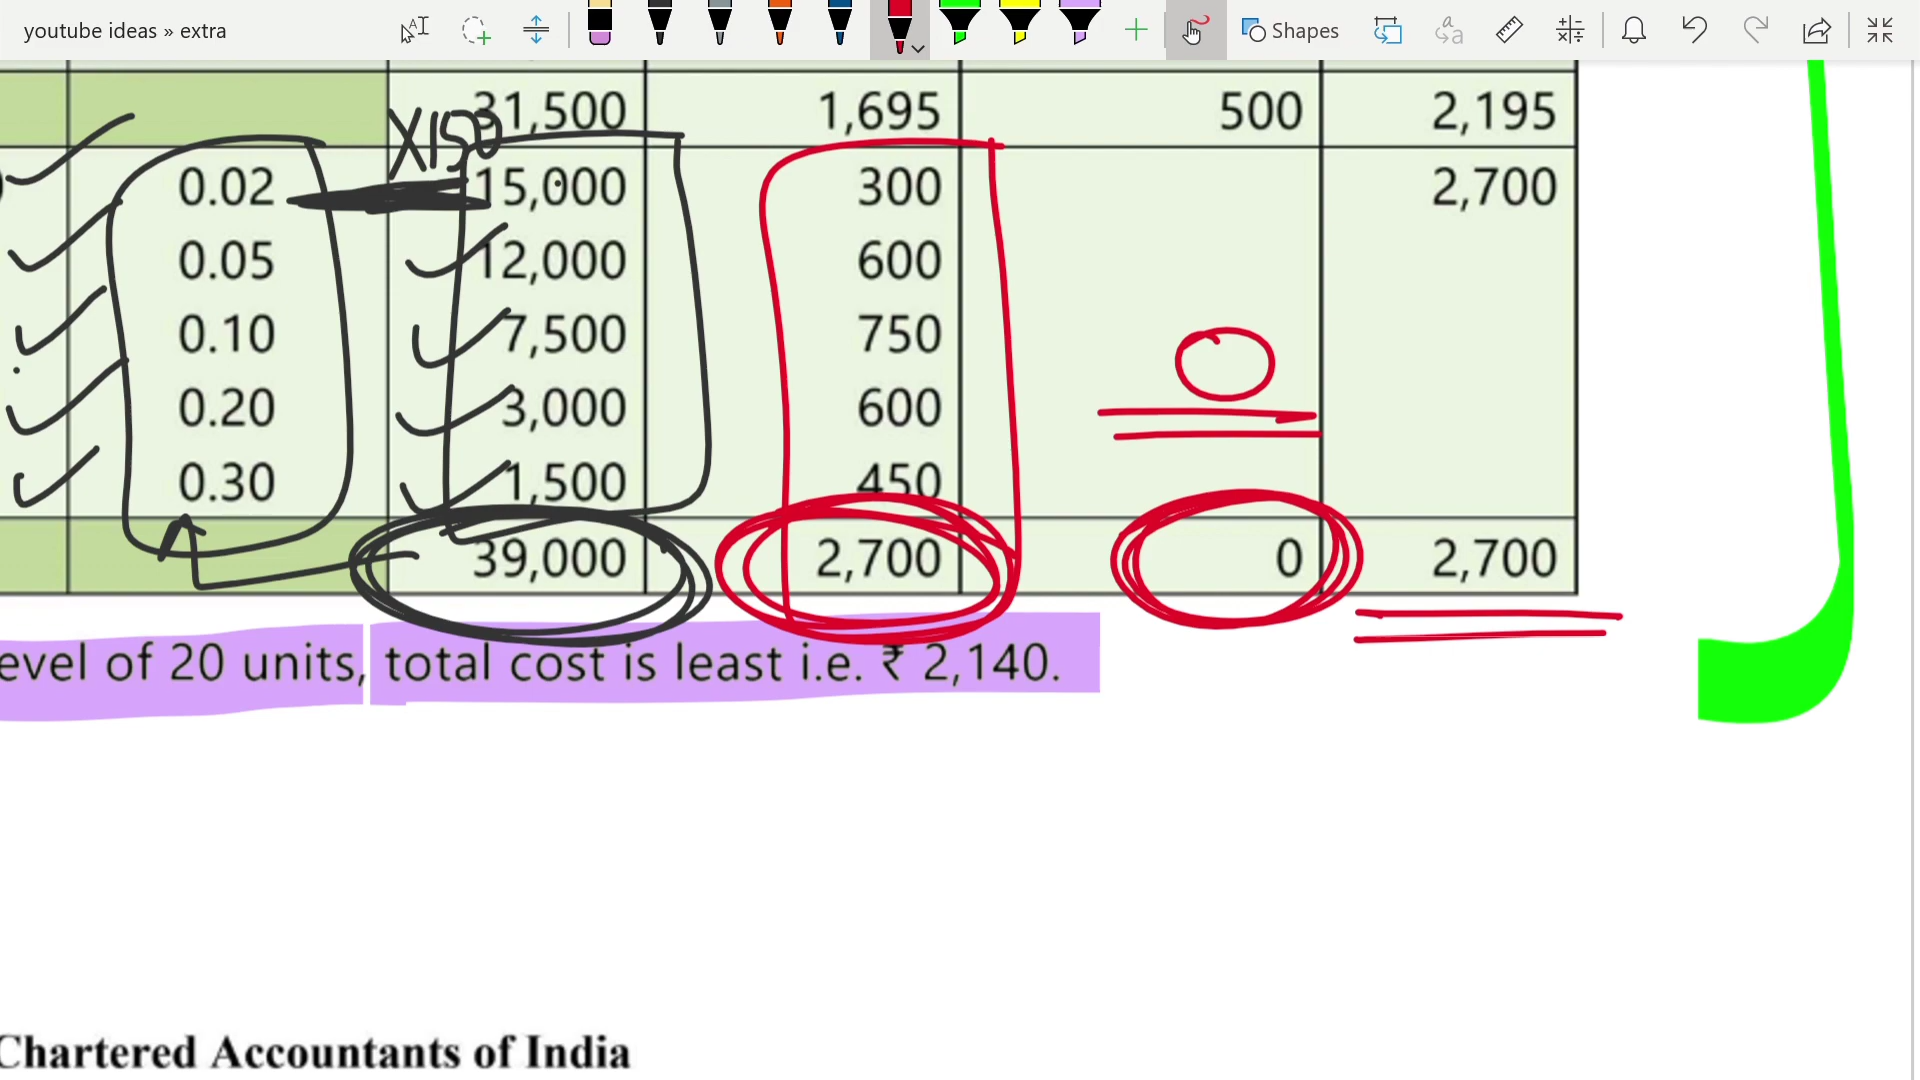 youtube ideas » extra Shapes
31,500 1,695 500 2,195
X150
0.02 15,000 300 2,700
0.05 12,000 600
0.10 7,500 750
0.20 3,000 600
0.30 1,500 450
39,000 2,700 0 2,700
evel of 20 units, total cost is least i.e. ₹ 2,140.
Chartered Accountants of India